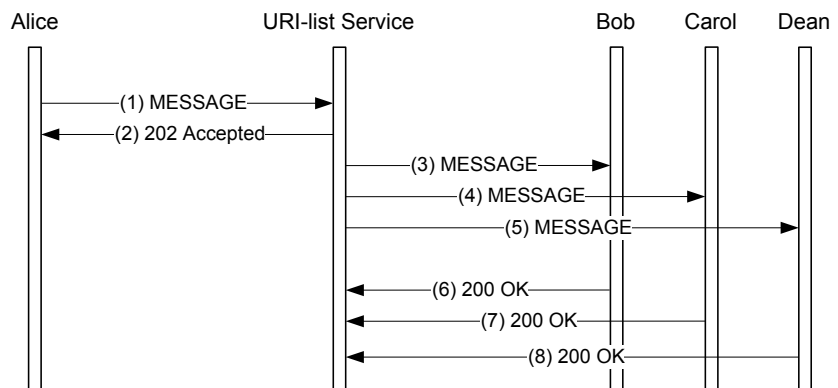 Alice URI-list Service Bob Carol Dean
(1) MESSAGE
(2) 202 Accepted
(3) MESSAGE
(4) MESSAGE
(5) MESSAGE
(6) 200 OK
(7) 200 OK
(8) 200 OK